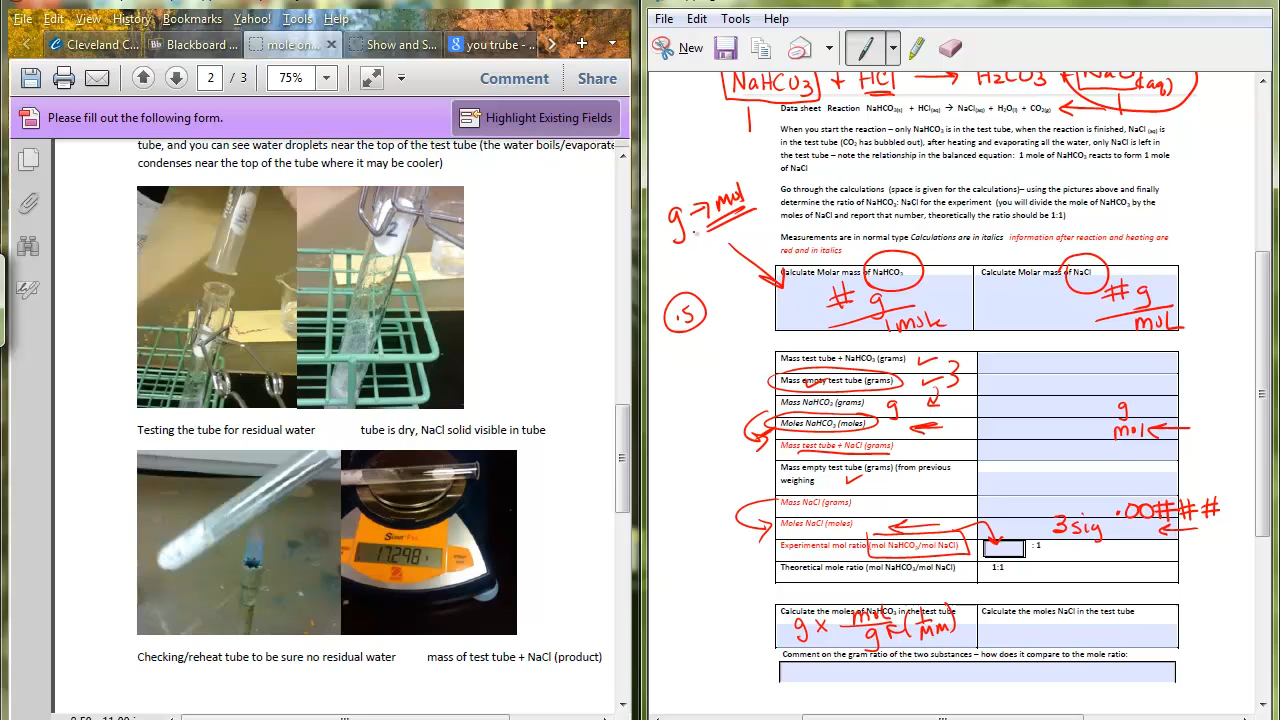 File Edit View History Bookmarks Yahoo! Tools Help
Cleveland C... Blackboard mole on... Show and S... you trube - ...
2 / 3 75% Comment Share
Please fill out the following form. Highlight Existing Fields
tube, and you can see water droplets near the top of the test tube (the water boils/evaporate
condenses near the top of the tube where it may be cooler)
Testing the tube for residual water tube is dry, NaCl solid visible in tube
17.298
Checking/reheat tube to be sure no residual water mass of test tube + NaCl (product)
File Edit Tools Help
New
NaHCO3 + HCl → H2CO3 + NaCl(aq)
1 1
Data sheet Reaction NaHCO3(s) + HCl(aq) → NaCl(aq) + H2O(l) + CO2(g)
When you start the reaction – only NaHCO3 is in the test tube, when the reaction is finished, NaCl (aq) is
in the test tube (CO2 has bubbled out), after heating and evaporating all the water, only NaCl is left in
the test tube – note the relationship in the balanced equation: 1 mole of NaHCO3 reacts to form 1 mole
of NaCl
Go through the calculations (space is given for the calculations)– using the pictures above and finally
determine the ratio of NaHCO3: NaCl for the experiment (you will divide the mole of NaHCO3 by the
moles of NaCl and report that number, theoretically the ratio should be 1:1)
g → mol
Measurements are in normal type Calculations are in italics information after reaction and heating are
red and in italics
Calculate Molar mass of NaHCO3 Calculate Molar mass of NaCl
# g # g
1 mole mol
.5
Mass test tube + NaHCO3 (grams)
Mass empty test tube (grams) 3
Mass NaHCO3 (grams) g g
Moles NaHCO3 (moles) mol
Mass test tube + NaCl (grams)
Mass empty test tube (grams) (from previous
weighing
Mass NaCl (grams) .00###
Moles NaCl (moles) 3 sig
Experimental mol ratio (mol NaHCO3/mol NaCl) : 1
Theoretical mole ratio (mol NaHCO3/mol NaCl) 1:1
Calculate the moles of NaHCO3 in the test tube Calculate the moles NaCl in the test tube
g x mol (1
g MM)
Comment on the gram ratio of the two substances – how does it compare to the mole ratio: